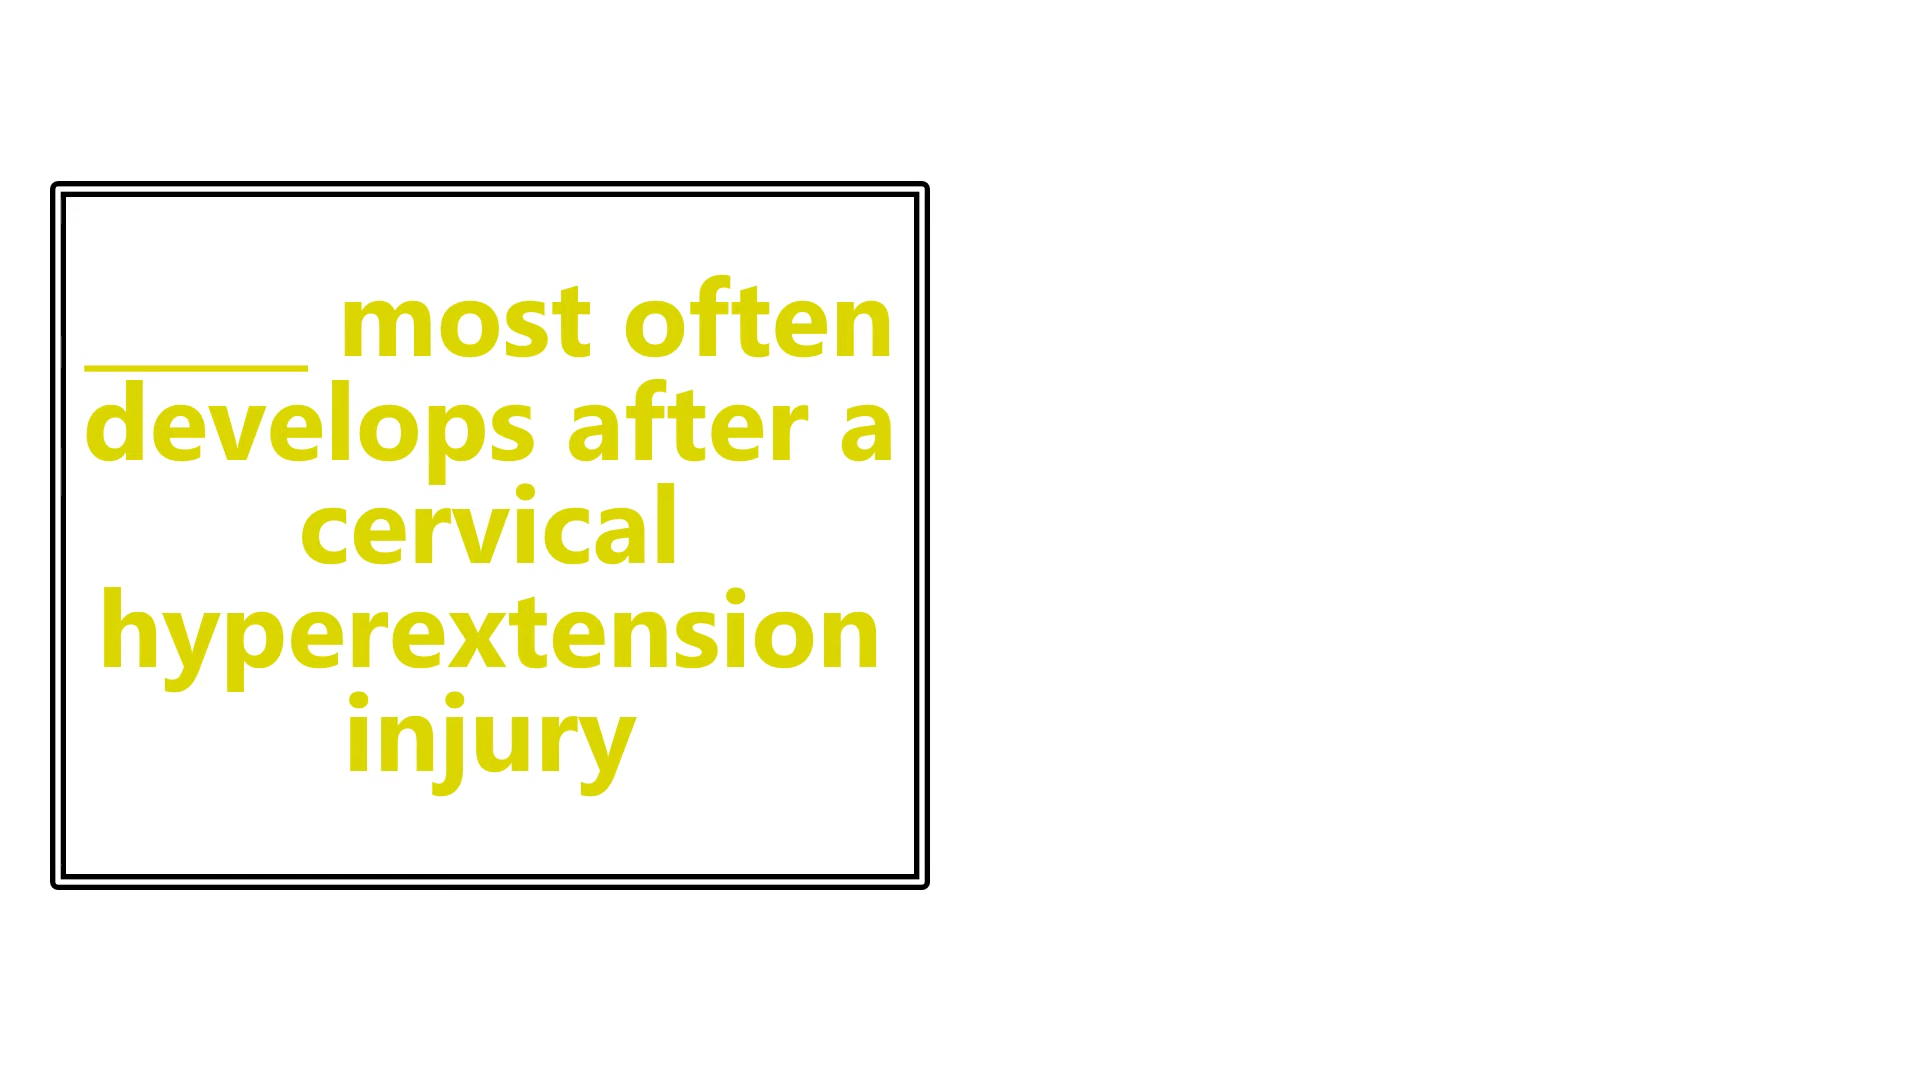 ______ most often
develops after a
cervical
hyperextension
injury